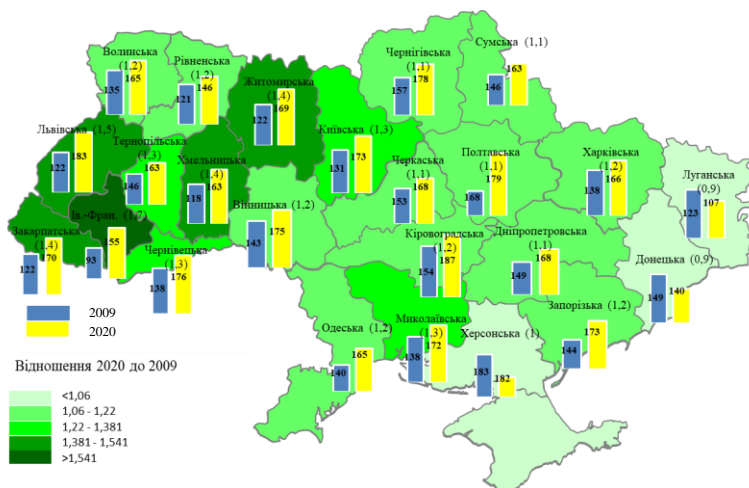 Волинська
(1,2)
135
165
Рівненська
(1,2)
121
146
Житомирська
(1,4)
122
169
Чернігівська
(1,1)
157
178
Сумська (1,1)
146
163
Львівська (1,5)
122
183
Тернопільська
(1,3)
146
163
Хмельницька
(1,4)
118
163
Київська (1,3)
131
173
Черкаська
(1,1)
153
168
Полтавська
(1,1)
168
179
Харківська
(1,2)
138
166
Луганська
(0,9)
123
107
Закарпатська
(1,4)
122
170
Ів.-Фран. (1,7)
93
155
Чернівецька
(1,3)
138
176
Вінницька (1,2)
143
175
Кіровоградська
(1,2)
154
187
Дніпропетровська
(1,1)
149
168
Донецька (0,9)
149
140
Одеська (1,2)
140
165
Миколаївська
(1,3)
138
172
Херсонська (1)
183
182
Запорізька (1,2)
144
173
2009
2020
Відношення 2020 до 2009
<1,06
1,06 - 1,22
1,22 - 1,381
1,381 - 1,541
>1,541